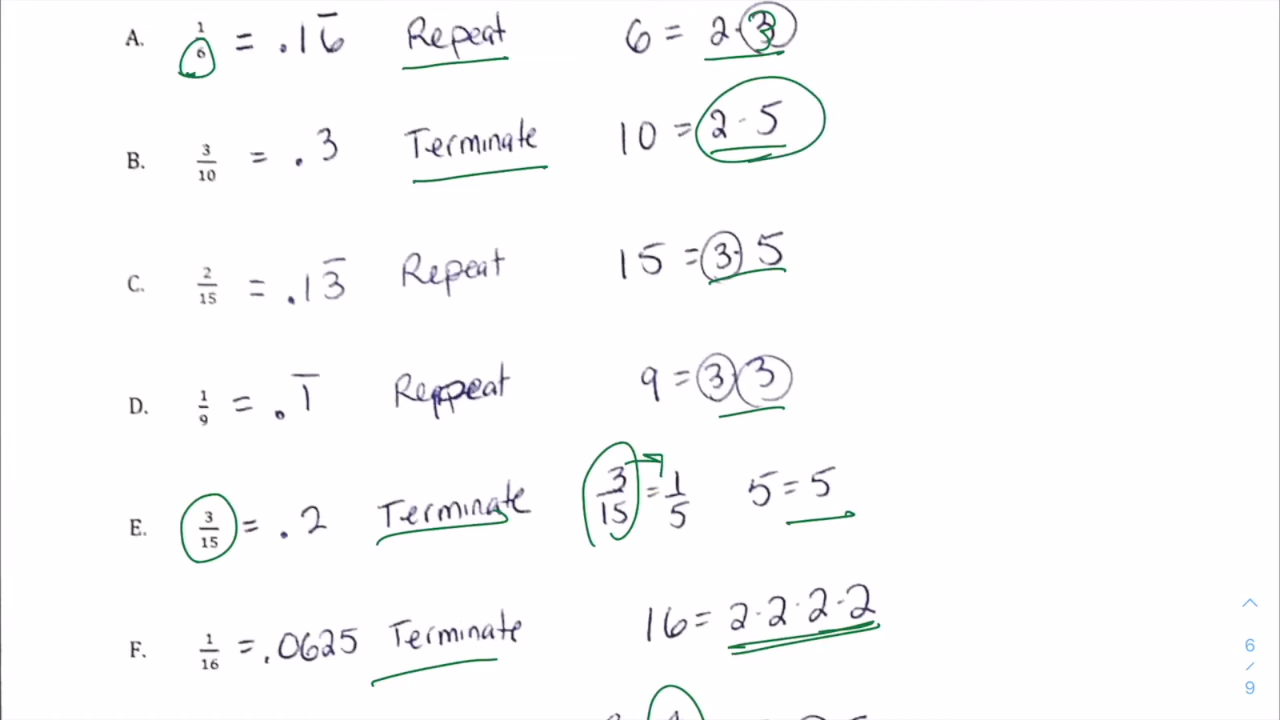 A. 1/6 = .16̅ Repeat 6 = 2·3
B. 3/10 = .3 Terminate 10 = 2·5
C. 2/15 = .13̅ Repeat 15 = 3·5
D. 1/9 = .1̅ Reppeat 9 = 3·3
E. 3/15 = .2 Terminate 3/15 = 1/5 5 = 5
F. 1/16 = .0625 Terminate 16 = 2·2·2·2
6 / 9